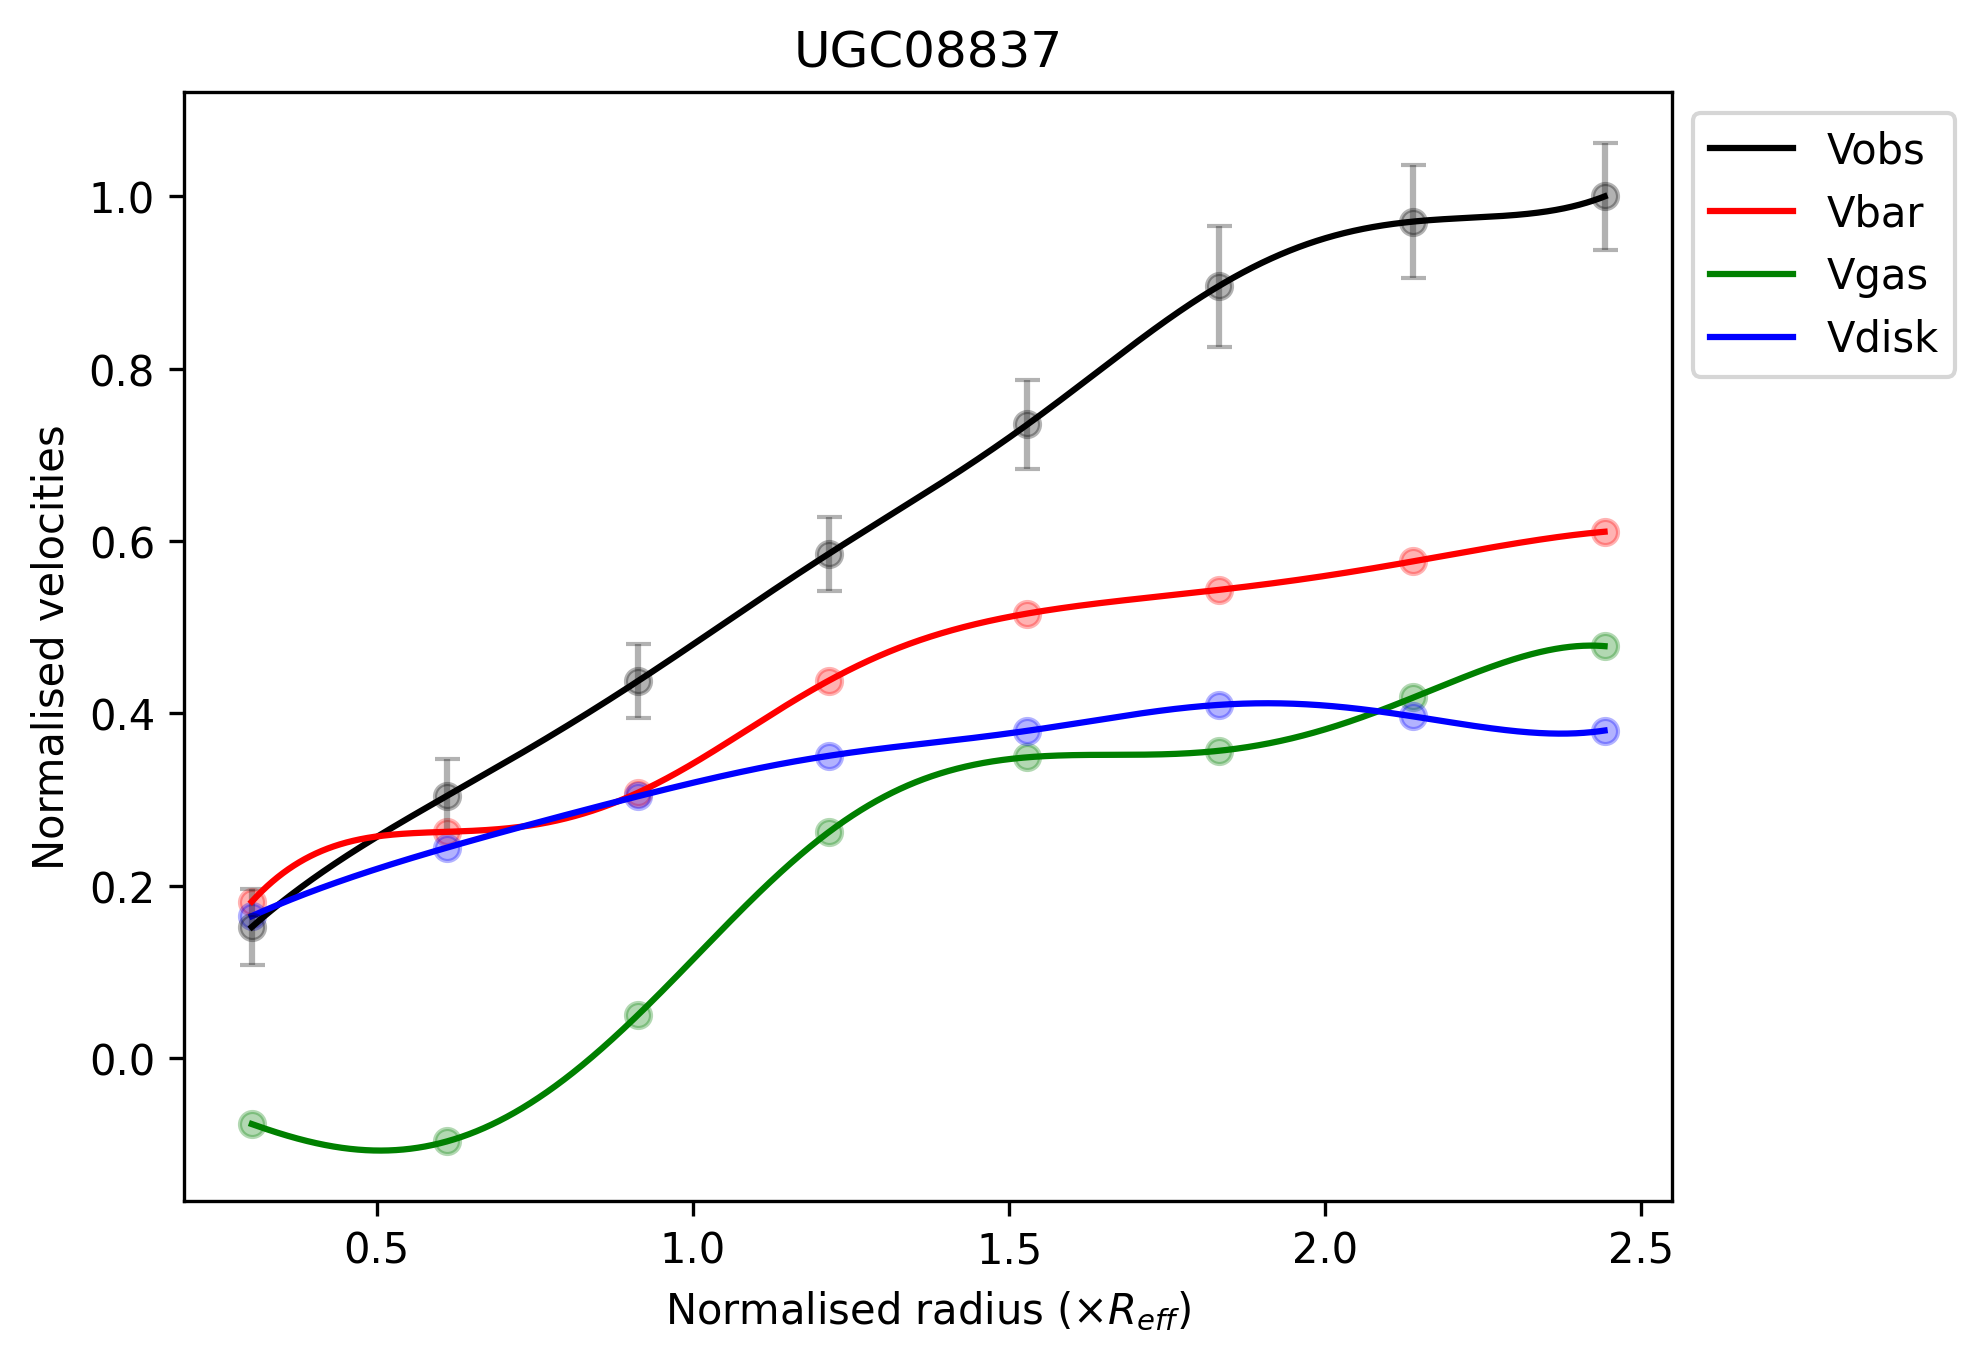 UGC08837
Vobs
Vbar
Vgas
Vdisk
1.0
0.8
0.6
0.4
0.2
0.0
Normalised velocities
0.5 1.0 1.5 2.0 2.5
Normalised radius (×R_eff)